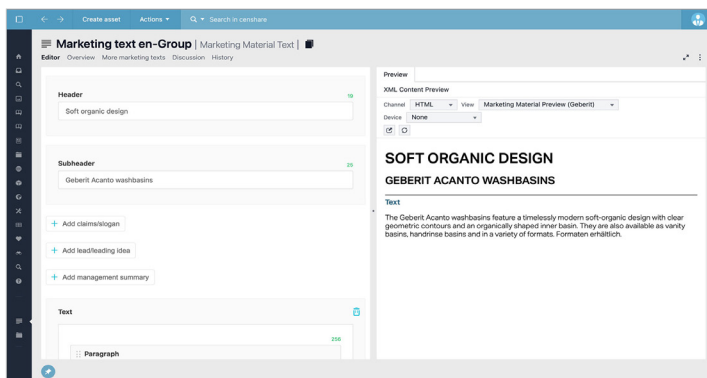 Create asset Actions Search in censhare
Marketing text en-Group | Marketing Material Text |
Editor Overview More marketing texts Discussion History
Header 19
Soft organic design
Subheader 25
Geberit Acanto washbasins
+ Add claims/slogan
+ Add lead/leading idea
+ Add management summary
Text
256
Paragraph
Preview
XML Content Preview
Channel HTML View Marketing Material Preview (Geberit)
Device None
SOFT ORGANIC DESIGN
GEBERIT ACANTO WASHBASINS
Text
The Geberit Acanto washbasins feature a timelessly modern soft-organic design with clear
geometric contours and an organically shaped inner basin. They are also available as vanity
basins, handrinse basins and in a variety of formats. Formaten erhältlich.